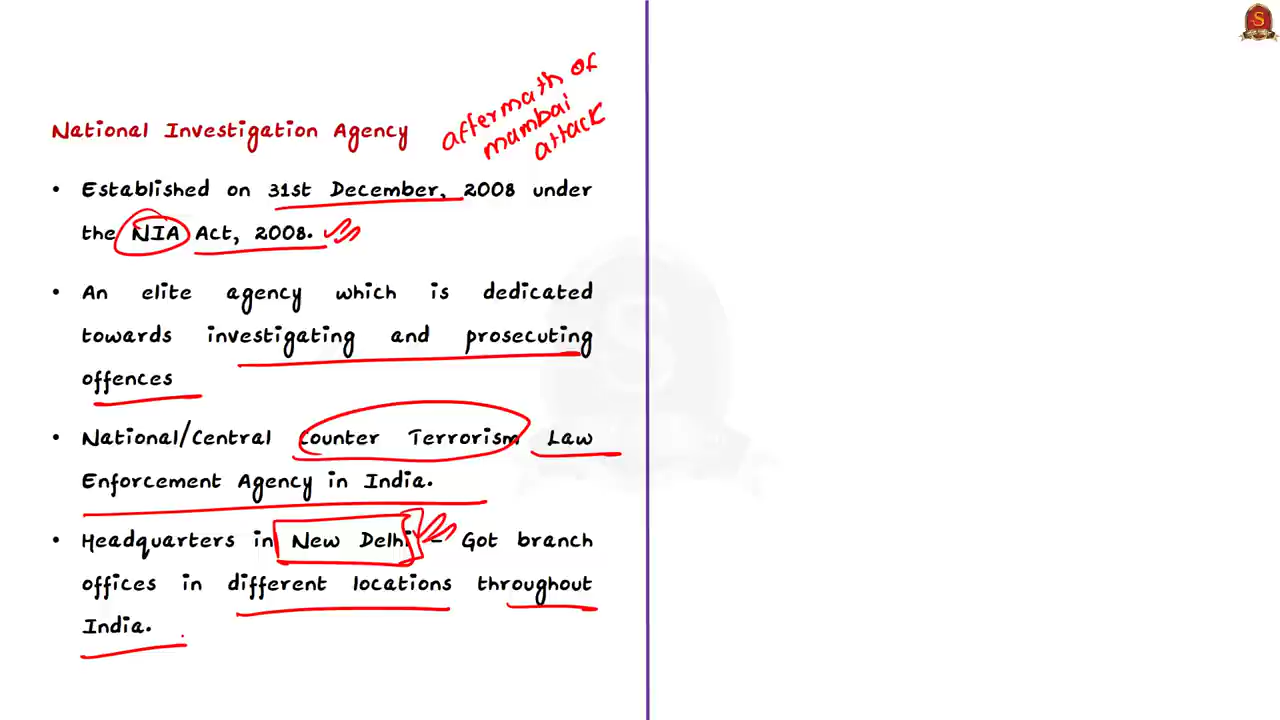 aftermath of
mambai
attack
National Investigation Agency
• Established on 31st December, 2008 under
the NIA Act, 2008.
• An elite agency which is dedicated
towards investigating and prosecuting
offences
• National/Central Counter Terrorism Law
Enforcement Agency in India.
• Headquarters in New Delhi - Got branch
offices in different locations throughout
India.
S